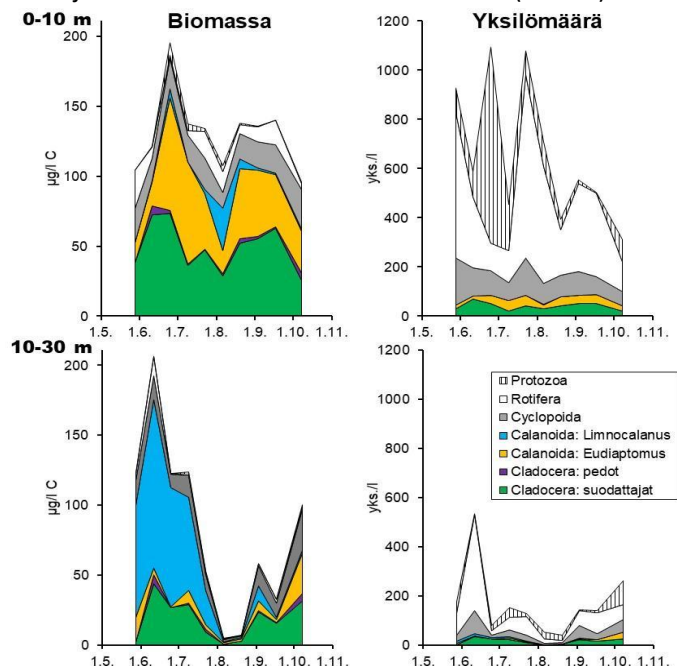 0-10 m
Biomassa
Yksilömäärä
200
150
100
50
0
µg/l C
1.5. 1.6. 1.7. 1.8. 1.9. 1.10. 1.11.
1200
1000
800
600
400
200
0
yks./l
1.5. 1.6. 1.7. 1.8. 1.9. 1.10. 1.11.
10-30 m
200
150
100
50
0
µg/l C
1.5. 1.6. 1.7. 1.8. 1.9. 1.10. 1.11.
1200
1000
800
600
400
200
0
yks./l
1.5. 1.6. 1.7. 1.8. 1.9. 1.10. 1.11.
Protozoa
Rotifera
Cyclopoida
Calanoida: Limnocalanus
Calanoida: Eudiaptomus
Cladocera: pedot
Cladocera: suodattajat